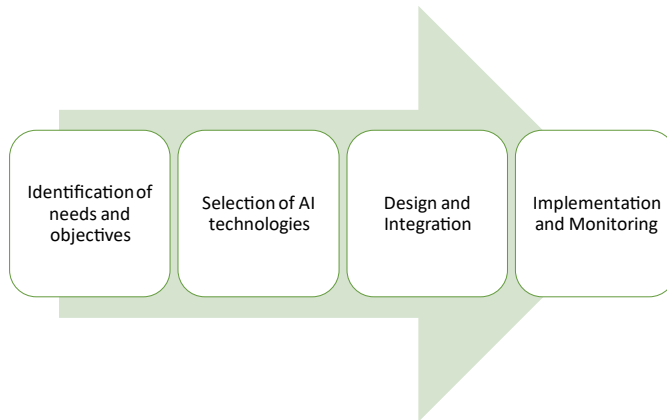 Identification of
needs and
objectives
Selection of AI
technologies
Design and
Integration
Implementation
and Monitoring